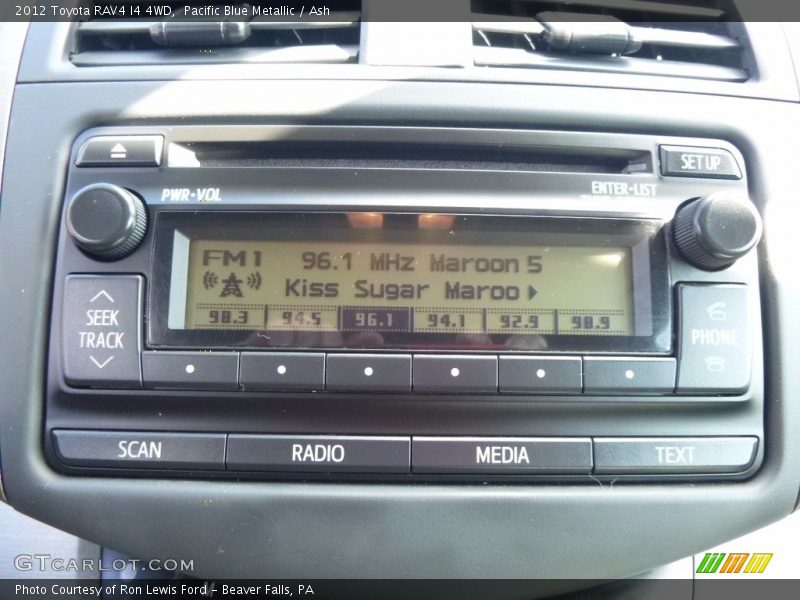 2012 Toyota RAV4 I4 4WD, Pacific Blue Metallic / Ash
SET UP
PWR·VOL
ENTER·LIST
FM1 96.1 MHz Maroon 5
Kiss Sugar Maroo
98.3 94.5 96.1 94.1 92.9 98.9
SEEK
TRACK
PHONE
SCAN RADIO MEDIA TEXT
GTCARLOT.COM
Photo Courtesy of Ron Lewis Ford – Beaver Falls, PA